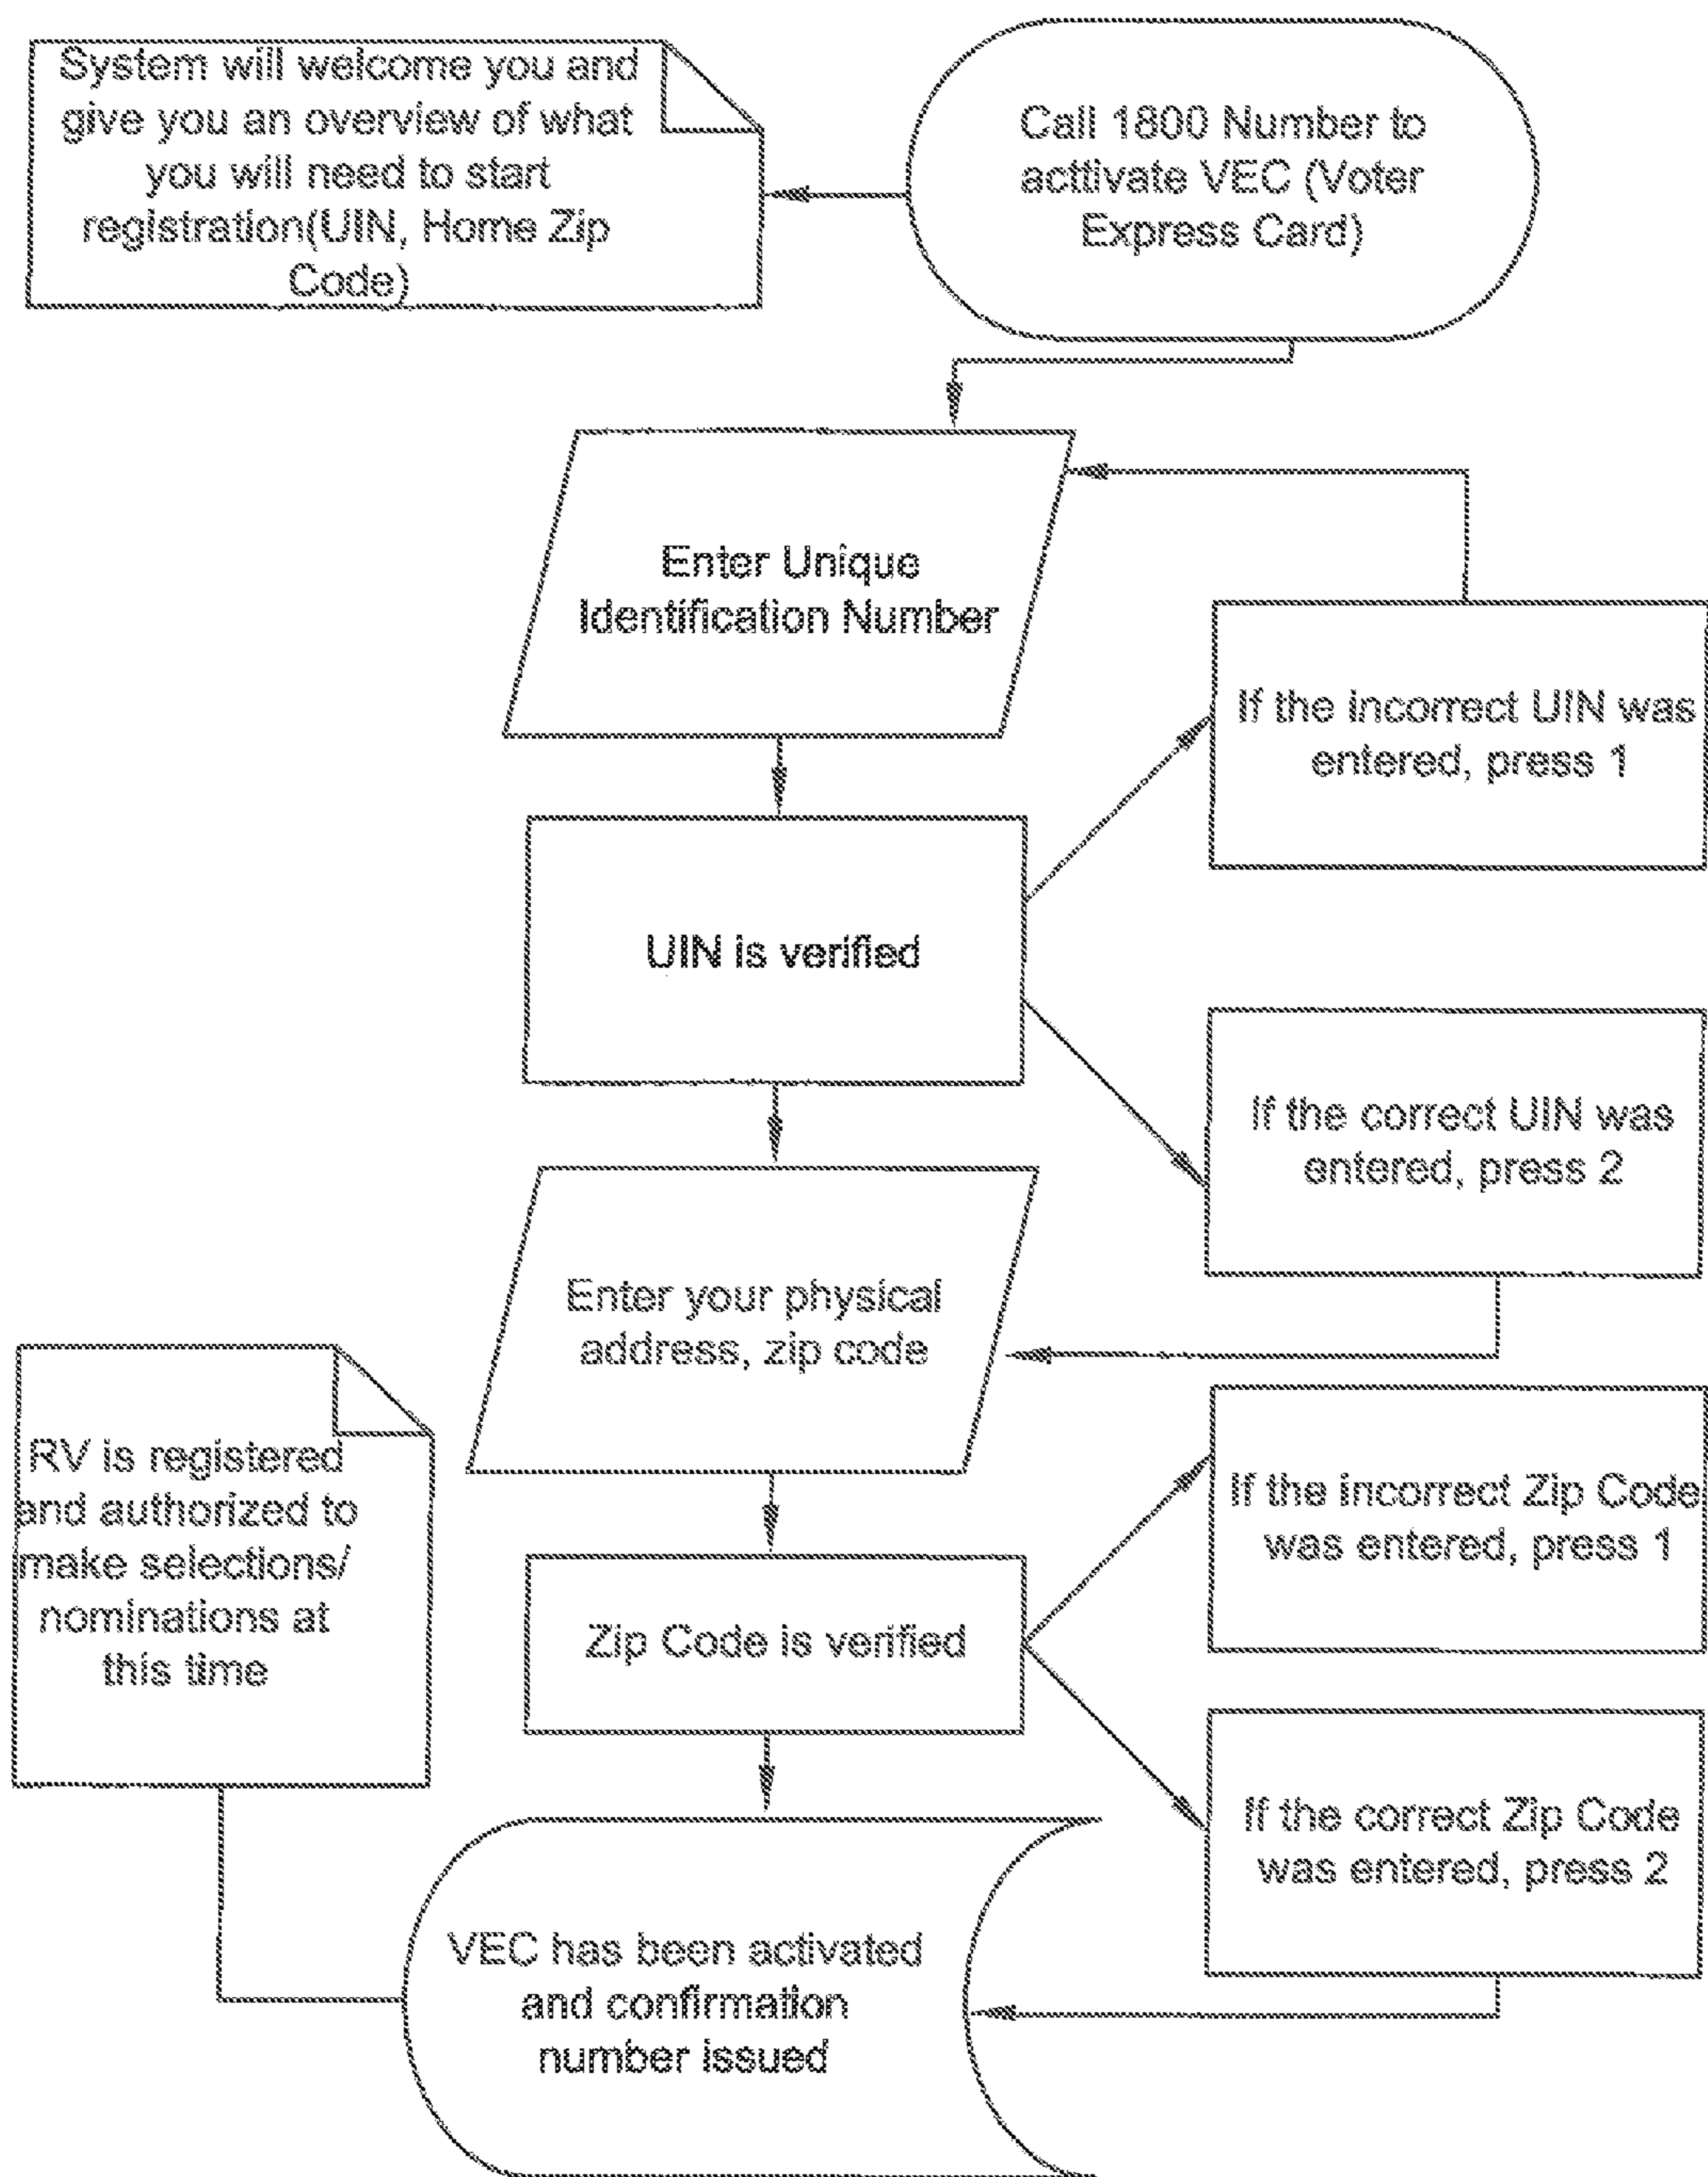 System will welcome you and
give you an overview of what
you will need to start
registration(UIN, Home Zip
Code)
Call 1800 Number to
acttivate VEC (Voter
Express Card)
Enter Unique
Identification Number
If the incorrect UIN was
entered, press 1
UIN is verified
If the correct UIN was
entered, press 2
Enter your physical
address, zip code
RV is registered
and authorized to
make selections/
nominations at
this time
If the incorrect Zip Code
was entered, press 1
Zip Code is verified
If the correct Zip Code
was entered, press 2
VEC has been activated
and confirmation
number issued